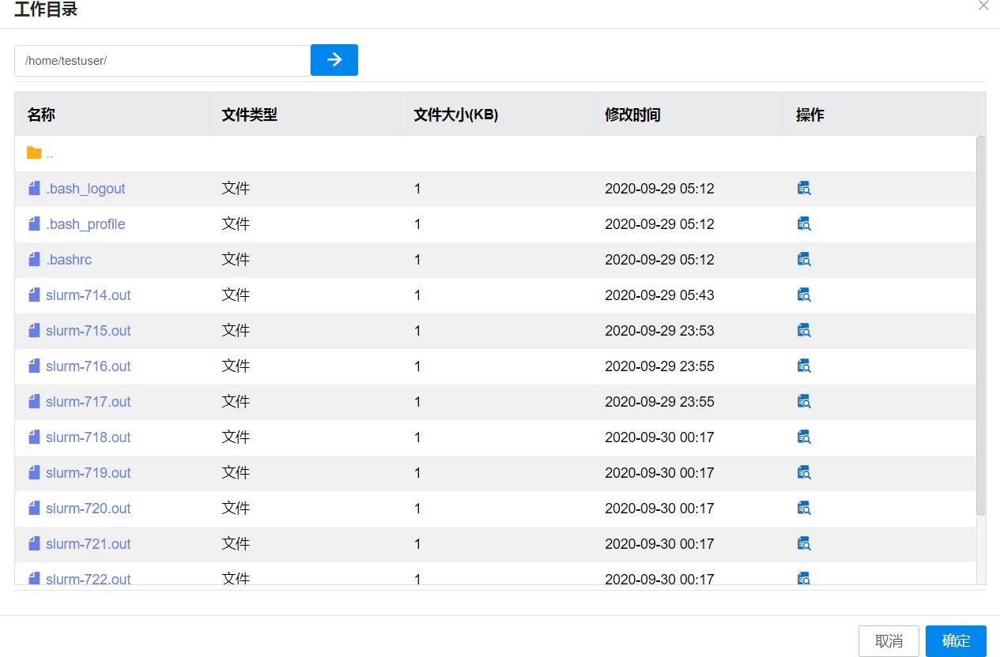 工作目录
/home/testuser/
名称 文件类型 文件大小(KB) 修改时间 操作
..
.bash_logout 文件 1 2020-09-29 05:12
.bash_profile 文件 1 2020-09-29 05:12
.bashrc 文件 1 2020-09-29 05:12
slurm-714.out 文件 1 2020-09-29 05:43
slurm-715.out 文件 1 2020-09-29 23:53
slurm-716.out 文件 1 2020-09-29 23:55
slurm-717.out 文件 1 2020-09-29 23:55
slurm-718.out 文件 1 2020-09-30 00:17
slurm-719.out 文件 1 2020-09-30 00:17
slurm-720.out 文件 1 2020-09-30 00:17
slurm-721.out 文件 1 2020-09-30 00:17
slurm-722.out 文件 1 2020-09-30 00:17
取消 确定